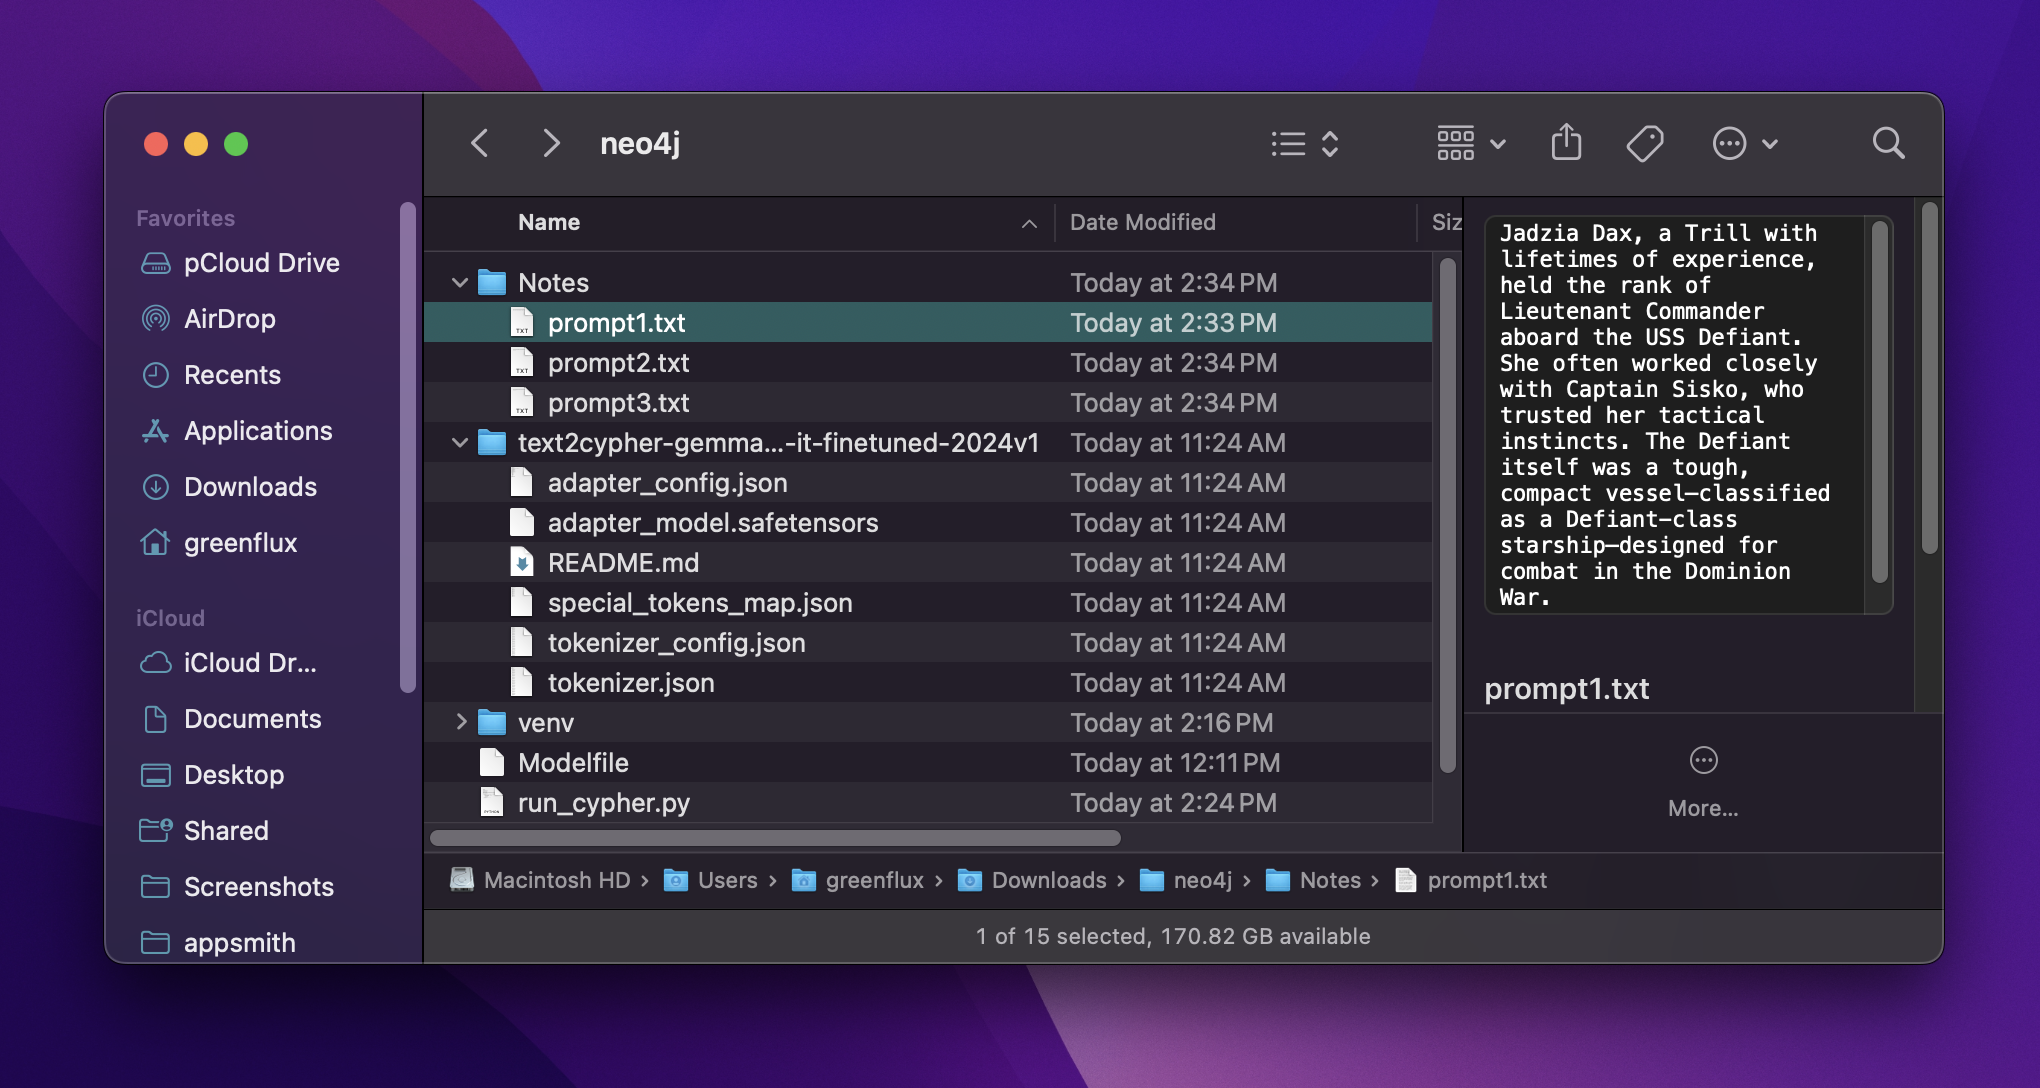 neo4j
Favorites
pCloud Drive
AirDrop
Recents
Applications
Downloads
greenflux
iCloud
iCloud Dr...
Documents
Desktop
Shared
Screenshots
appsmith
Name Date Modified Siz
Notes Today at 2:34 PM
prompt1.txt Today at 2:33 PM
prompt2.txt Today at 2:34 PM
prompt3.txt Today at 2:34 PM
text2cypher-gemma...-it-finetuned-2024v1 Today at 11:24 AM
adapter_config.json Today at 11:24 AM
adapter_model.safetensors Today at 11:24 AM
README.md Today at 11:24 AM
special_tokens_map.json Today at 11:24 AM
tokenizer_config.json Today at 11:24 AM
tokenizer.json Today at 11:24 AM
venv Today at 2:16 PM
Modelfile Today at 12:11 PM
run_cypher.py Today at 2:24 PM
Jadzia Dax, a Trill with
lifetimes of experience,
held the rank of
Lieutenant Commander
aboard the USS Defiant.
She often worked closely
with Captain Sisko, who
trusted her tactical
instincts. The Defiant
itself was a tough,
compact vessel—classified
as a Defiant-class
starship—designed for
combat in the Dominion
War.
prompt1.txt
More...
Macintosh HD › Users › greenflux › Downloads › neo4j › Notes › prompt1.txt
1 of 15 selected, 170.82 GB available